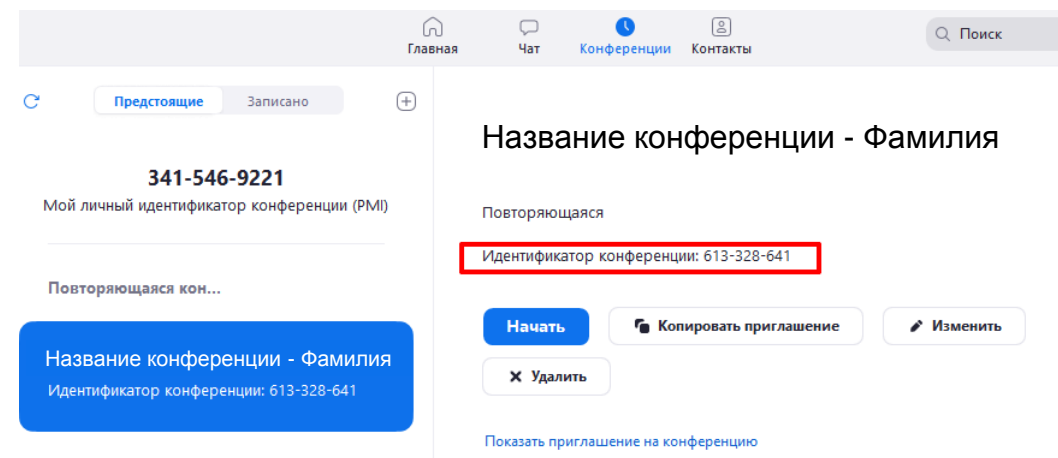 Главная
Чат
Конференции
Контакты
Поиск
Предстоящие
Записано
341-546-9221
Мой личный идентификатор конференции (PMI)
Повторяющаяся кон...
Название конференции - Фамилия
Идентификатор конференции: 613-328-641
Название конференции - Фамилия
Повторяющаяся
Идентификатор конференции: 613-328-641
Начать
Копировать приглашение
Изменить
Удалить
Показать приглашение на конференцию